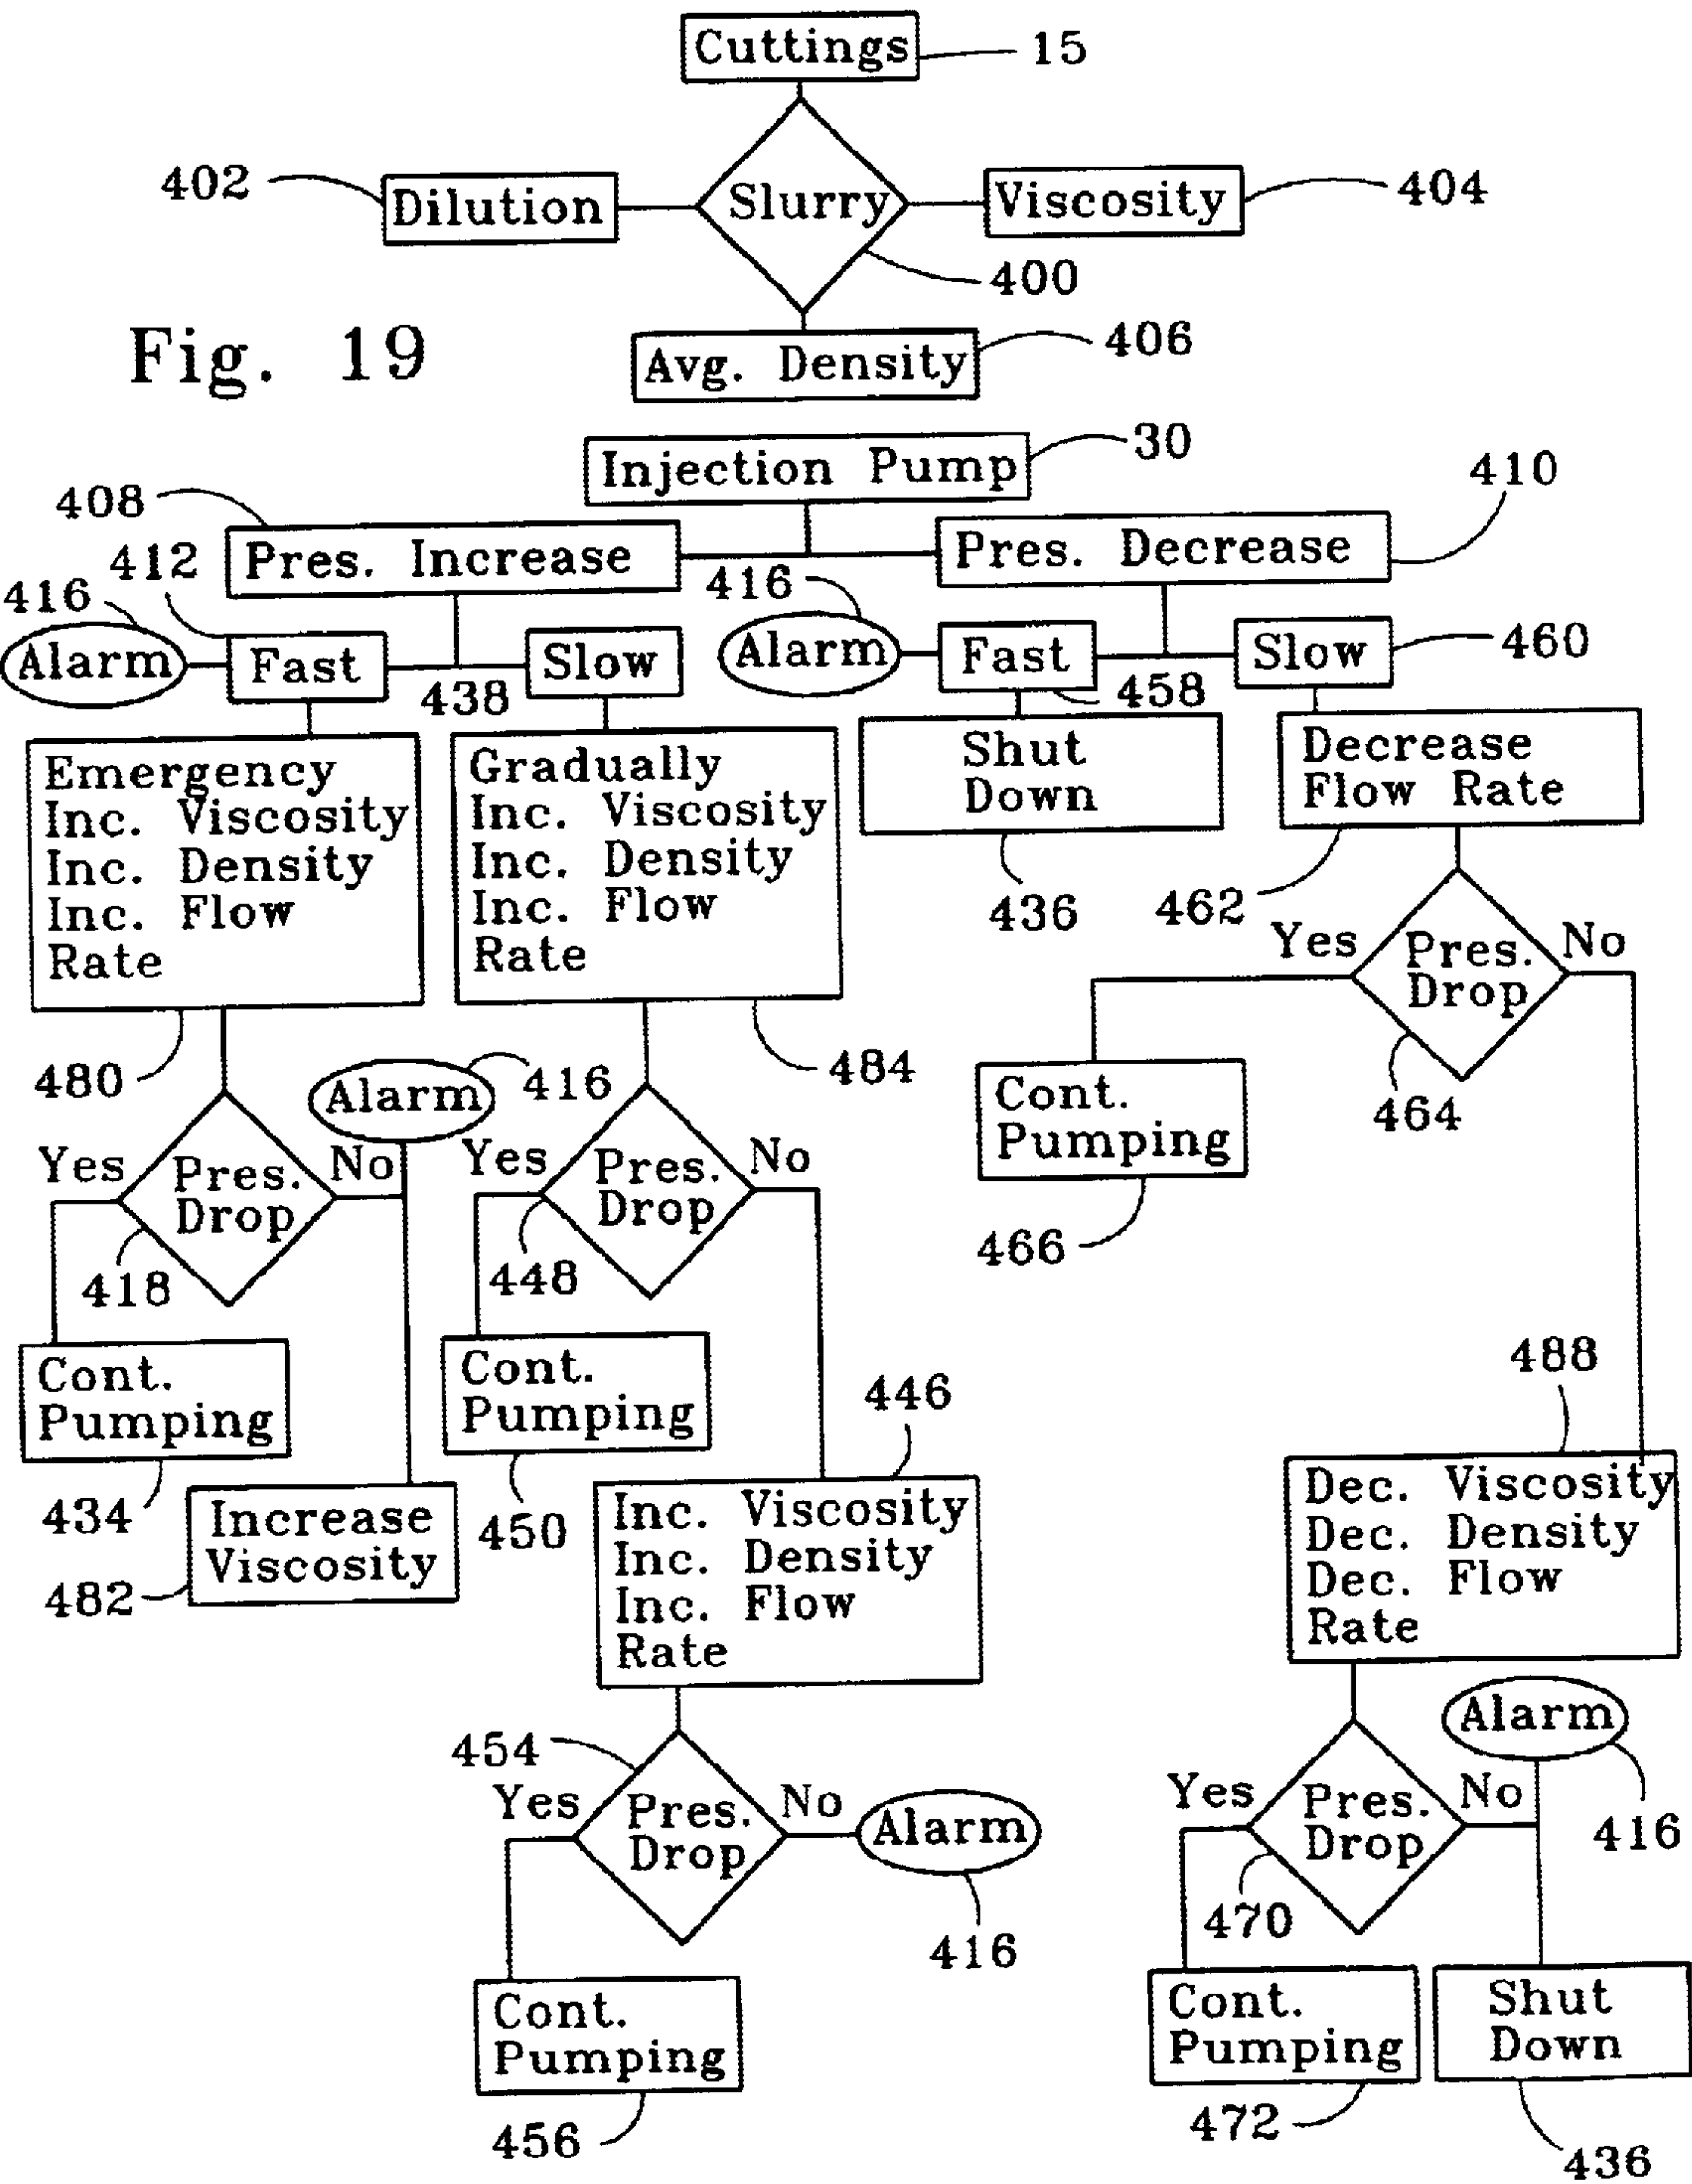 Cuttings
15
402
Dilution
Slurry
Viscosity
404
400
Fig. 19
Avg. Density
406
Injection Pump
30
408
Pres. Increase
Pres. Decrease
410
412
416
Alarm
Fast
438
Slow
416
Alarm
Fast
458
Slow
460
Emergency
Inc. Viscosity
Inc. Density
Inc. Flow
Rate
480
Gradually
Inc. Viscosity
Inc. Density
Inc. Flow
Rate
484
Shut
Down
436
Decrease
Flow Rate
462
Yes
Pres.
Drop
No
464
Cont.
Pumping
466
Alarm
416
Yes
Pres.
Drop
No
418
Cont.
Pumping
434
Increase
Viscosity
482
Yes
Pres.
Drop
No
448
Cont.
Pumping
450
446
Inc. Viscosity
Inc. Density
Inc. Flow
Rate
454
Yes
Pres.
Drop
No
Alarm
416
Cont.
Pumping
456
488
Dec. Viscosity
Dec. Density
Dec. Flow
Rate
Alarm
416
Yes
Pres.
Drop
No
470
Cont.
Pumping
472
Shut
Down
436